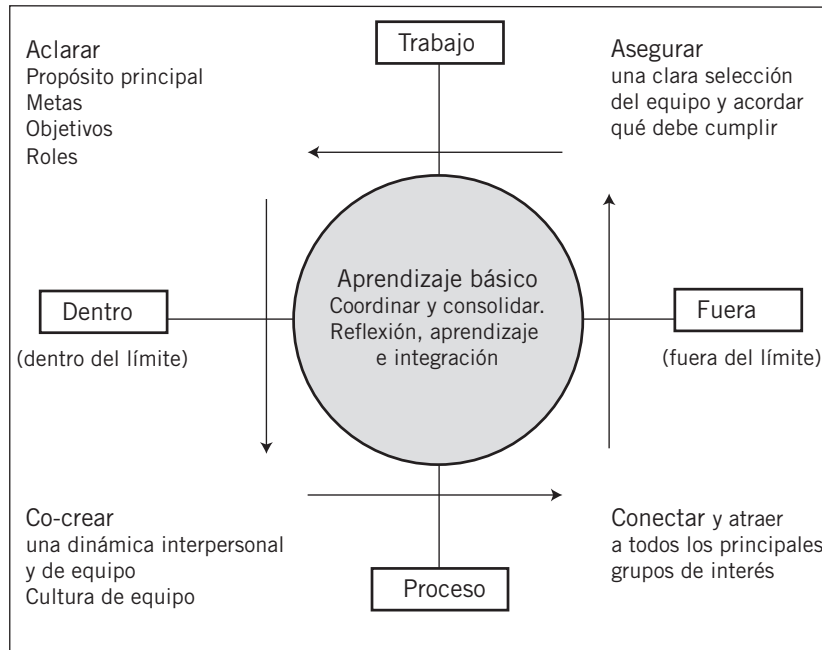 Trabajo
Aclarar
Propósito principal
Metas
Objetivos
Roles
Asegurar
una clara selección
del equipo y acordar
qué debe cumplir
Aprendizaje básico
Coordinar y consolidar.
Reflexión, aprendizaje
e integración
Dentro
(dentro del límite)
Fuera
(fuera del límite)
Co-crear
una dinámica interpersonal
y de equipo
Cultura de equipo
Conectar y atraer
a todos los principales
grupos de interés
Proceso